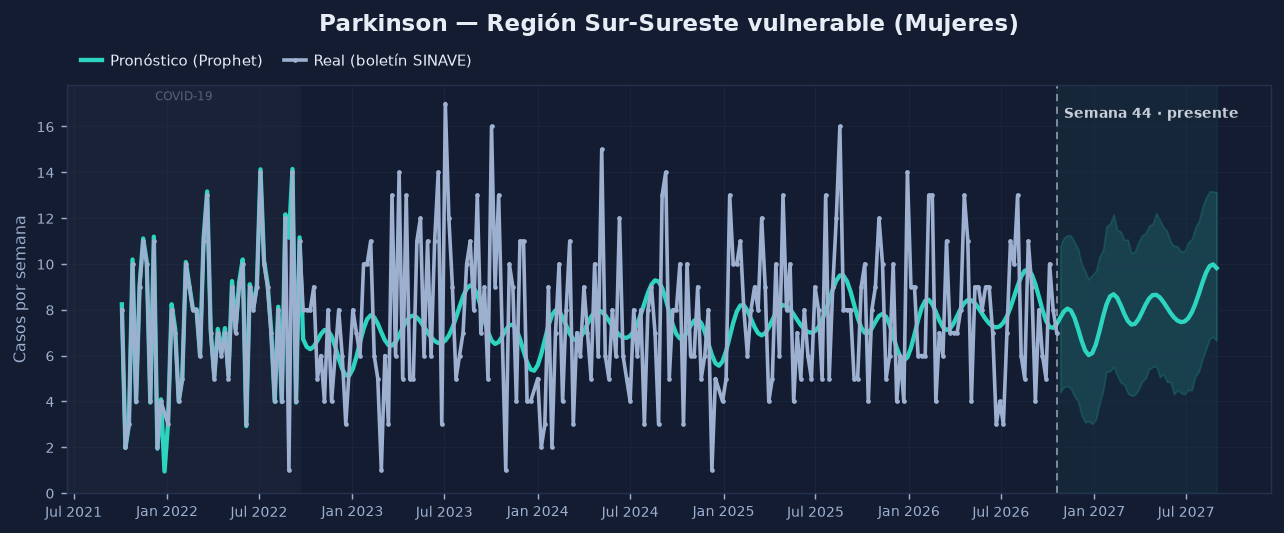 Parkinson — Región Sur-Sureste vulnerable (Mujeres)
Pronóstico (Prophet) Real (boletín SINAVE)
COVID-19
Semana 44 · presente
Casos por semana
16
14
12
10
8
6
4
2
0
Jul 2021 Jan 2022 Jul 2022 Jan 2023 Jul 2023 Jan 2024 Jul 2024 Jan 2025 Jul 2025 Jan 2026 Jul 2026 Jan 2027 Jul 2027